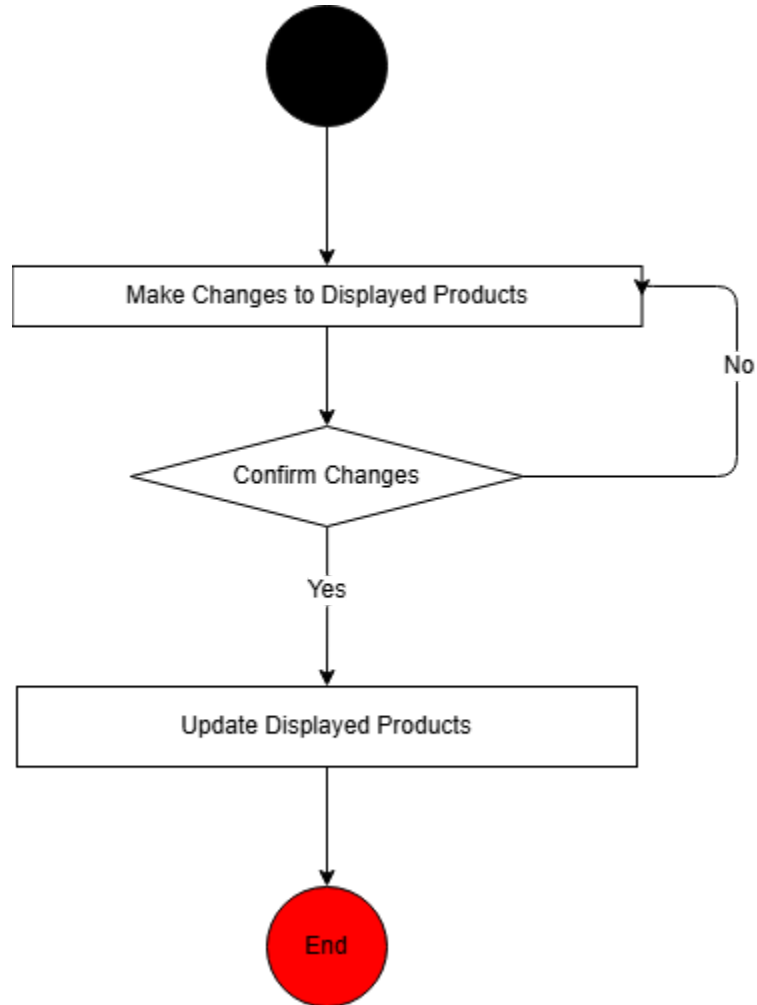 Make Changes to Displayed Products
No
Confirm Changes
Yes
Update Displayed Products
End